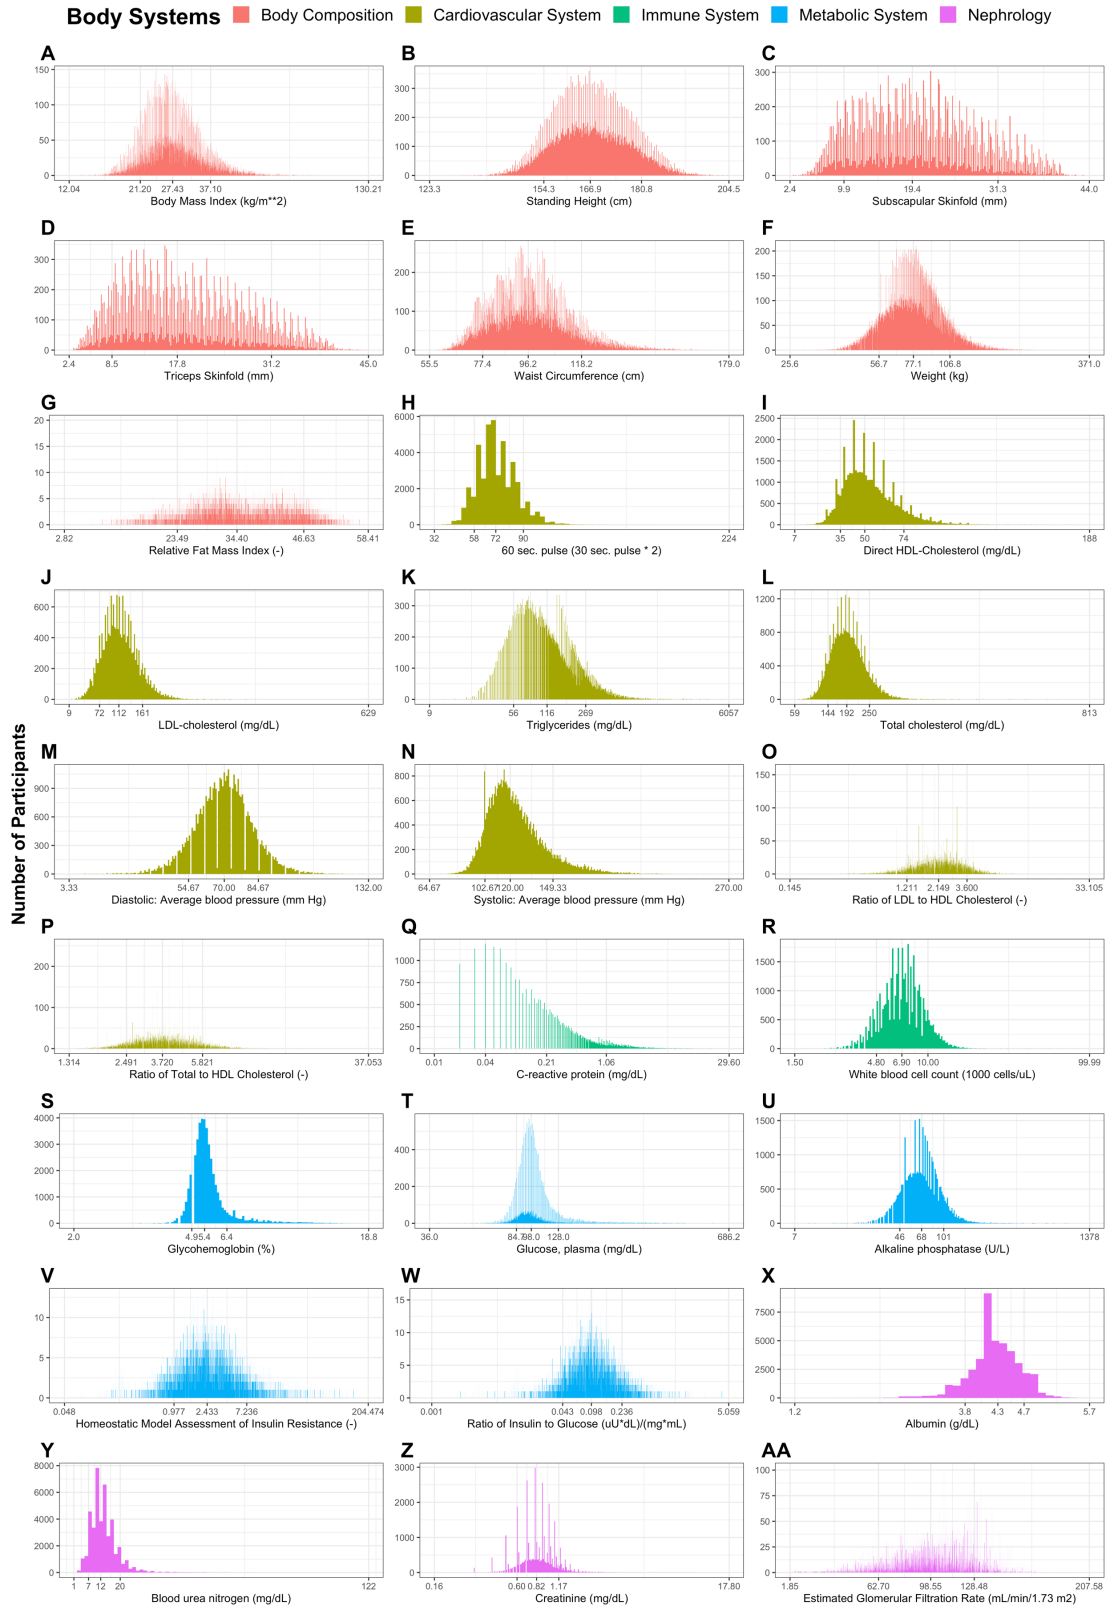 Body Systems Body Composition Cardiovascular System Immune System Metabolic System Nephrology
Number of Participants
A
150
100
50
0
12.04 21.20 27.43 37.10 130.21
Body Mass Index (kg/m**2)
B
300
200
100
0
123.3 154.3 166.9 180.8 204.5
Standing Height (cm)
C
300
200
100
0
2.4 9.9 19.4 31.3 44.0
Subscapular Skinfold (mm)
D
300
200
100
0
2.4 8.5 17.8 31.2 45.0
Triceps Skinfold (mm)
E
200
100
0
55.5 77.4 96.2 118.2 179.0
Waist Circumference (cm)
F
200
150
100
50
0
25.6 56.7 77.1 106.8 371.0
Weight (kg)
G
20
15
10
5
0
2.82 23.49 34.40 46.63 58.41
Relative Fat Mass Index (-)
H
6000
4000
2000
0
32 58 72 90 224
60 sec. pulse (30 sec. pulse * 2)
I
2500
2000
1500
1000
500
0
7 35 50 74 188
Direct HDL-Cholesterol (mg/dL)
J
600
400
200
0
9 72 112 161 629
LDL-cholesterol (mg/dL)
K
300
200
100
0
9 56 116 269 6057
Triglycerides (mg/dL)
L
1200
800
400
0
59 144 192 250 813
Total cholesterol (mg/dL)
M
900
600
300
0
3.33 54.67 70.00 84.67 132.00
Diastolic: Average blood pressure (mm Hg)
N
800
600
400
200
0
64.67 102.67 120.00 149.33 270.00
Systolic: Average blood pressure (mm Hg)
O
150
100
50
0
0.145 1.211 2.149 3.600 33.105
Ratio of LDL to HDL Cholesterol (-)
P
200
100
0
1.314 2.491 3.720 5.821 37.053
Ratio of Total to HDL Cholesterol (-)
Q
1000
750
500
250
0
0.01 0.04 0.21 1.06 29.60
C-reactive protein (mg/dL)
R
1500
1000
500
0
1.50 4.80 6.90 10.00 99.99
White blood cell count (1000 cells/uL)
S
4000
3000
2000
1000
0
2.0 4.9 5.4 6.4 18.8
Glycohemoglobin (%)
T
400
200
0
36.0 84.7 98.0 128.0 686.2
Glucose, plasma (mg/dL)
U
1500
1000
500
0
7 46 68 101 1378
Alkaline phosphatase (U/L)
V
10
5
0
0.048 0.977 2.433 7.236 204.474
Homeostatic Model Assessment of Insulin Resistance (-)
W
15
10
5
0
0.001 0.043 0.098 0.236 5.059
Ratio of Insulin to Glucose (uU*dL)/(mg*mL)
X
7500
5000
2500
0
1.2 3.8 4.3 4.7 5.7
Albumin (g/dL)
Y
8000
6000
4000
2000
0
1 7 12 20 122
Blood urea nitrogen (mg/dL)
Z
3000
2000
1000
0
0.16 0.60 0.82 1.17 17.80
Creatinine (mg/dL)
AA
100
75
50
25
0
1.85 62.70 98.55 128.48 207.58
Estimated Glomerular Filtration Rate (mL/min/1.73 m2)